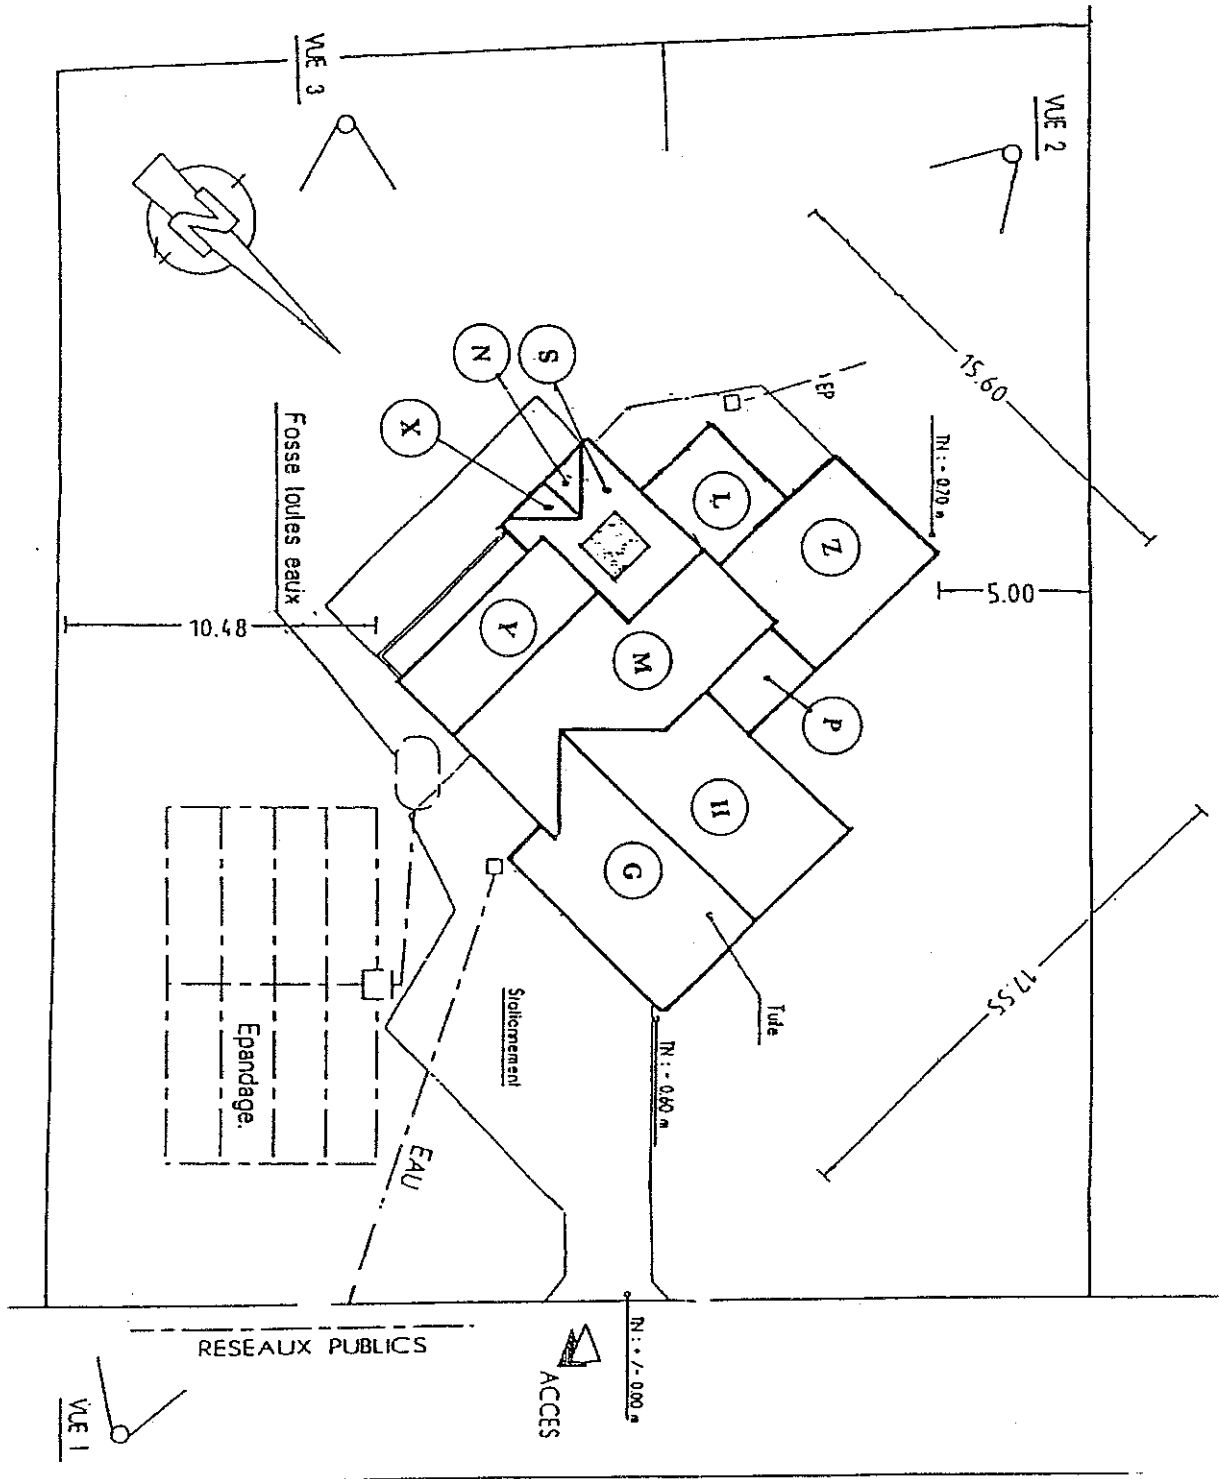 VUE 3
VUE 2
N
15.60
S
N
X
EP
TN : - 0.70 m
L
Z
5.00
Fosse toutes eaux
10.48
Y
M
P
H
G
17.55
Tuile
Stationnement
TN : - 0.60 m
Epandage.
EAU
RESEAUX PUBLICS
ACCES
TN : + /- 0.00 m
VUE 1